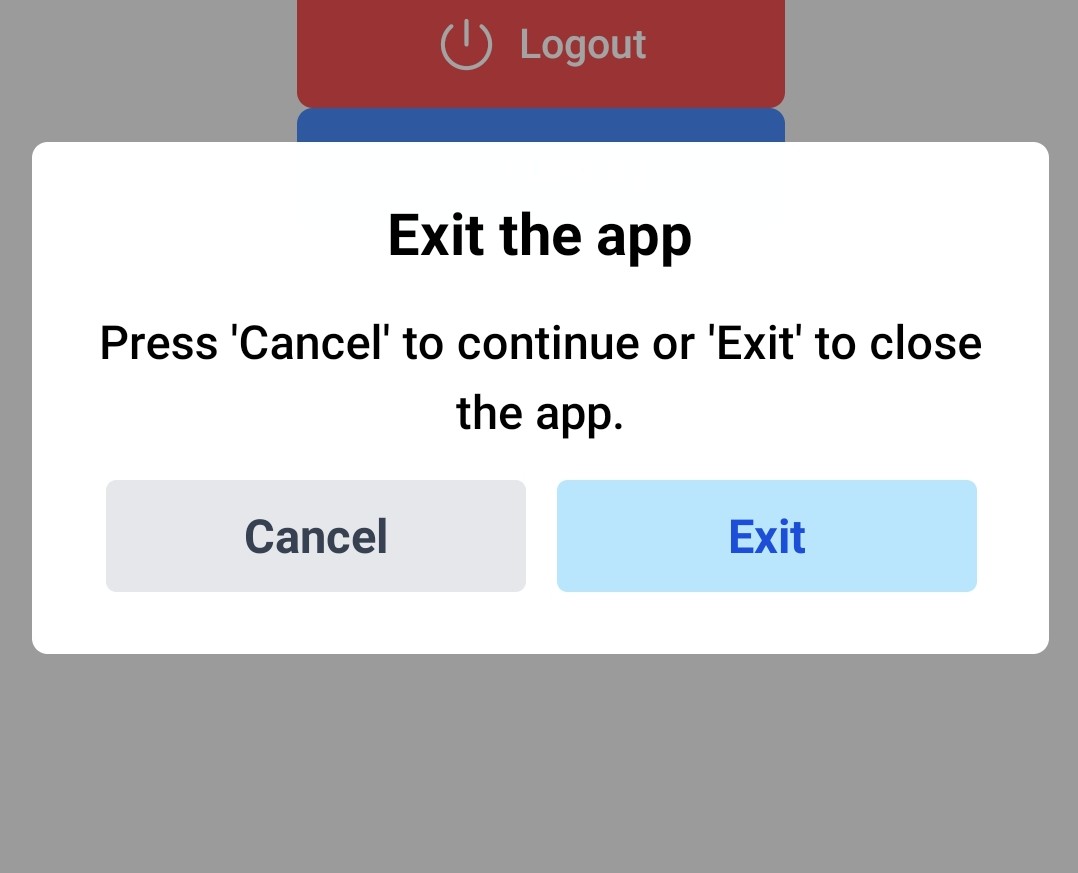 Logout
Exit the app
Press 'Cancel' to continue or 'Exit' to close
the app.
Cancel
Exit